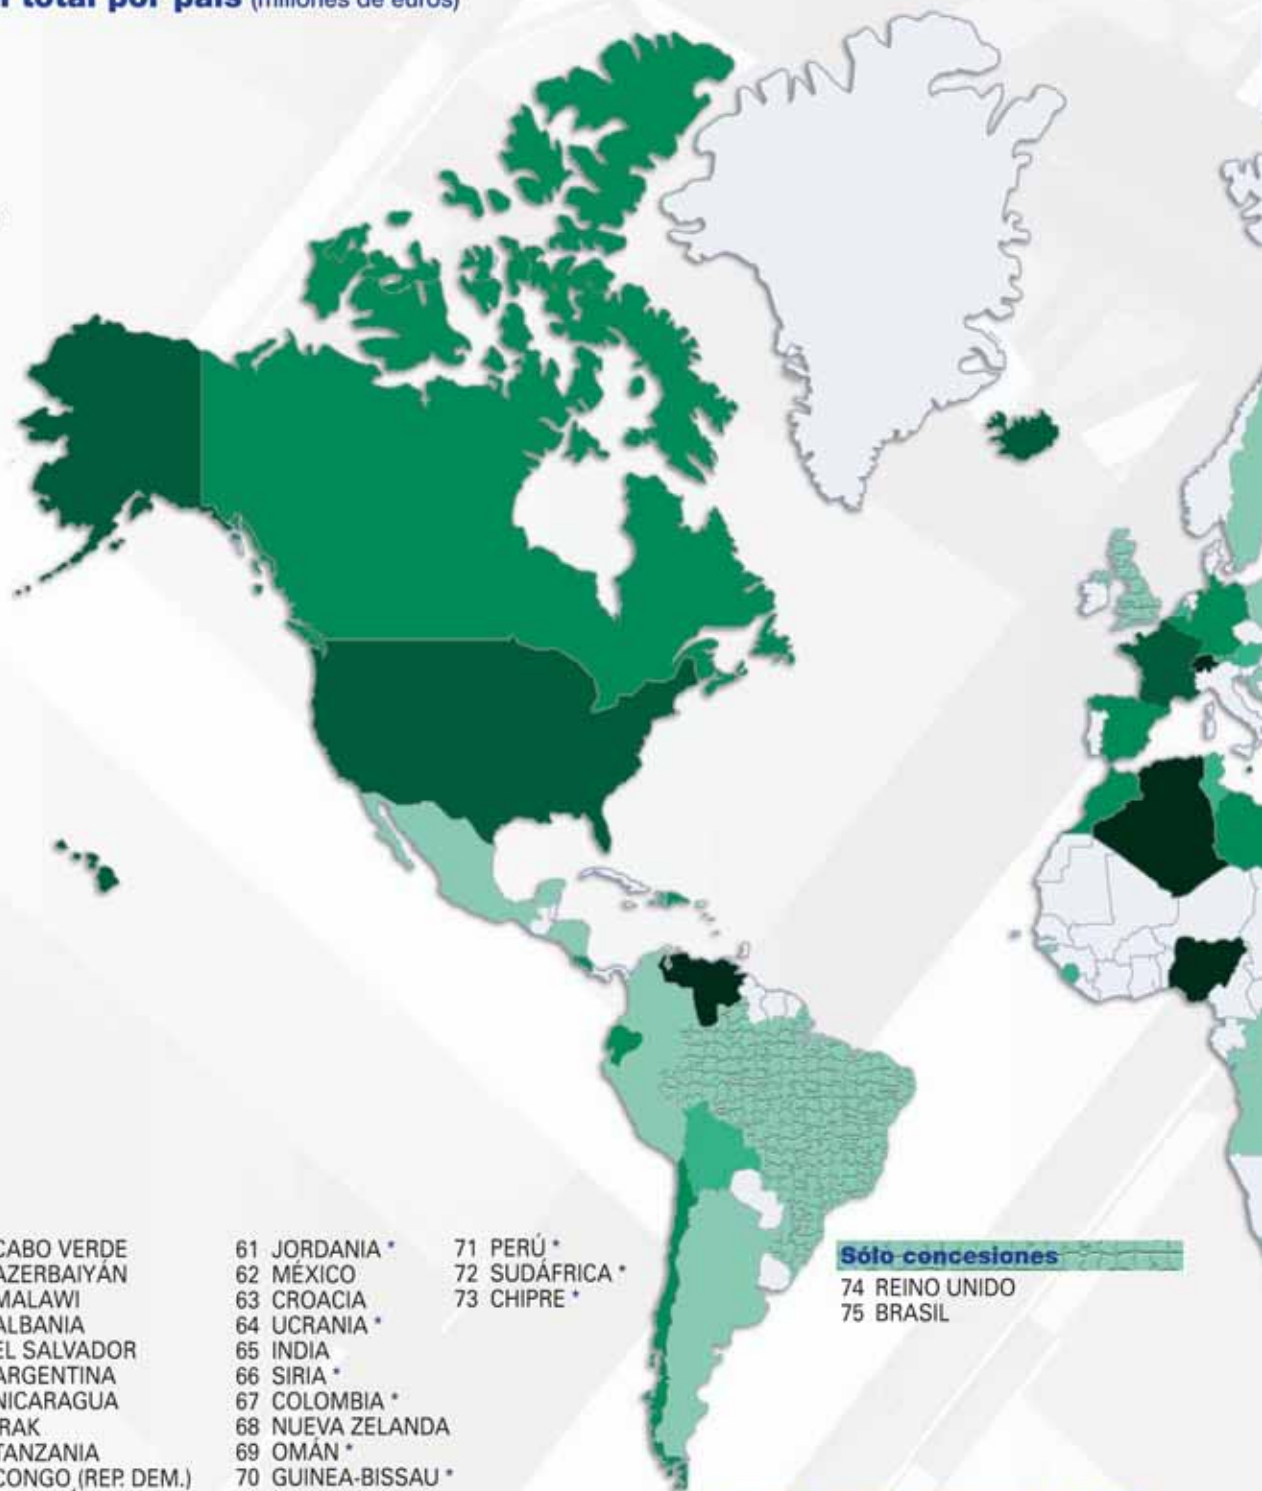 total por país (millones de euros)
CABO VERDE
AZERBAIYÁN
MALAWI
ALBANIA
EL SALVADOR
ARGENTINA
NICARAGUA
IRAK
TANZANIA
CONGO (REP. DEM.)
61 JORDANIA *
62 MÉXICO
63 CROACIA
64 UCRANIA *
65 INDIA
66 SIRIA *
67 COLOMBIA *
68 NUEVA ZELANDA
69 OMÁN *
70 GUINEA-BISSAU *
71 PERÚ *
72 SUDÁFRICA *
73 CHIPRE *
Sólo concesiones
74 REINO UNIDO
75 BRASIL